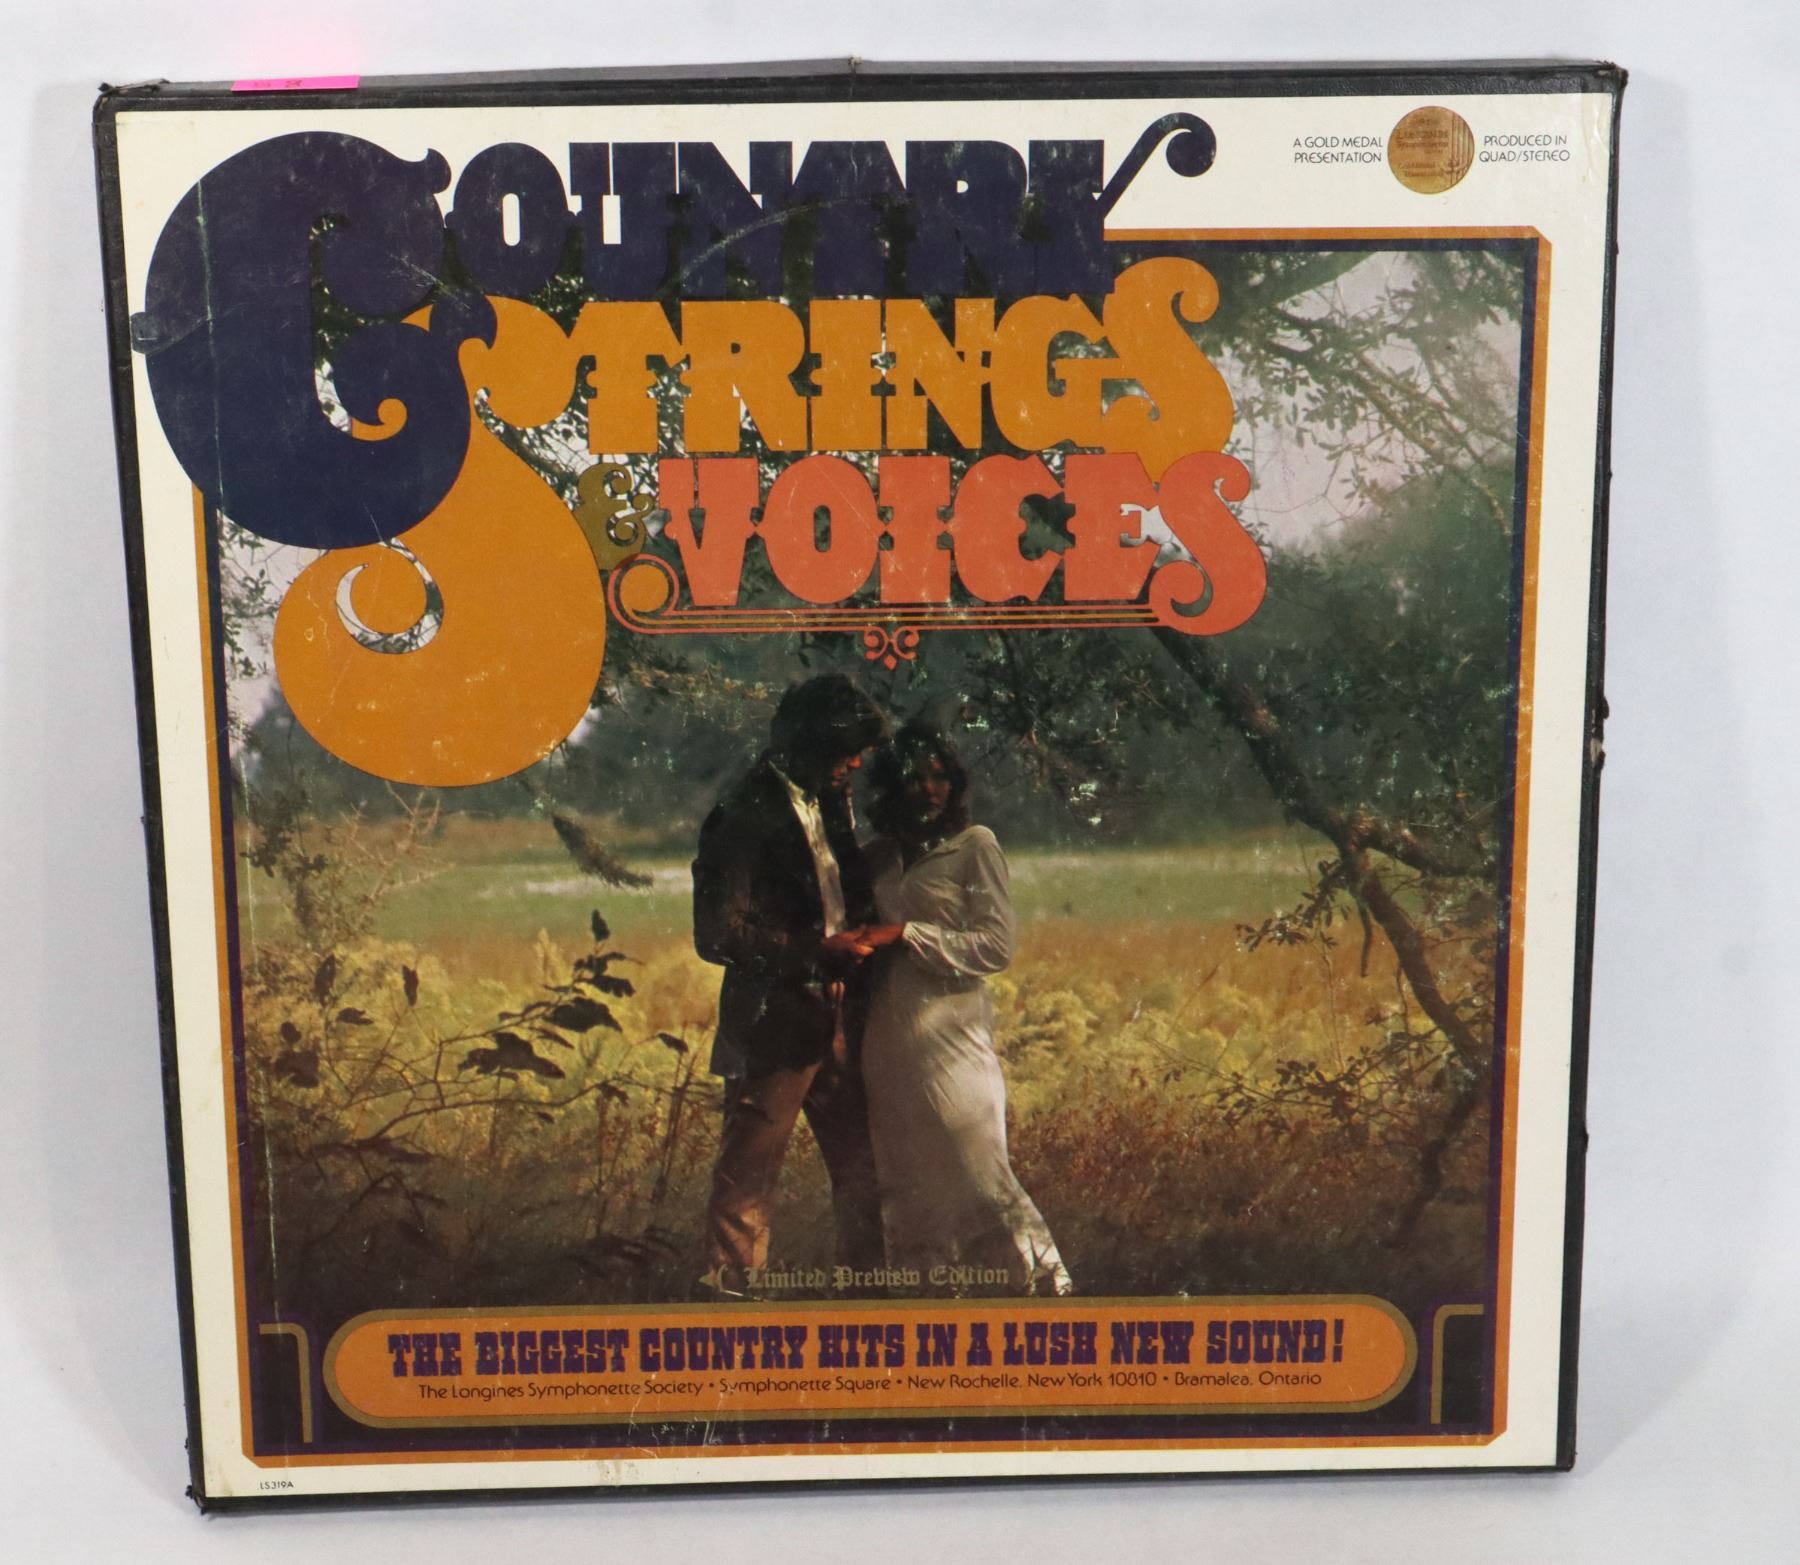 COUNTRY
STRINGS
& VOICES
A GOLD MEDAL
PRESENTATION
PRODUCED IN
QUAD/STEREO
Limited Preview Edition
THE BIGGEST COUNTRY HITS IN A LUSH NEW SOUND!
The Longines Symphonette Society • Symphonette Square • New Rochelle, New York 10810 • Bramalea, Ontario
LS319A